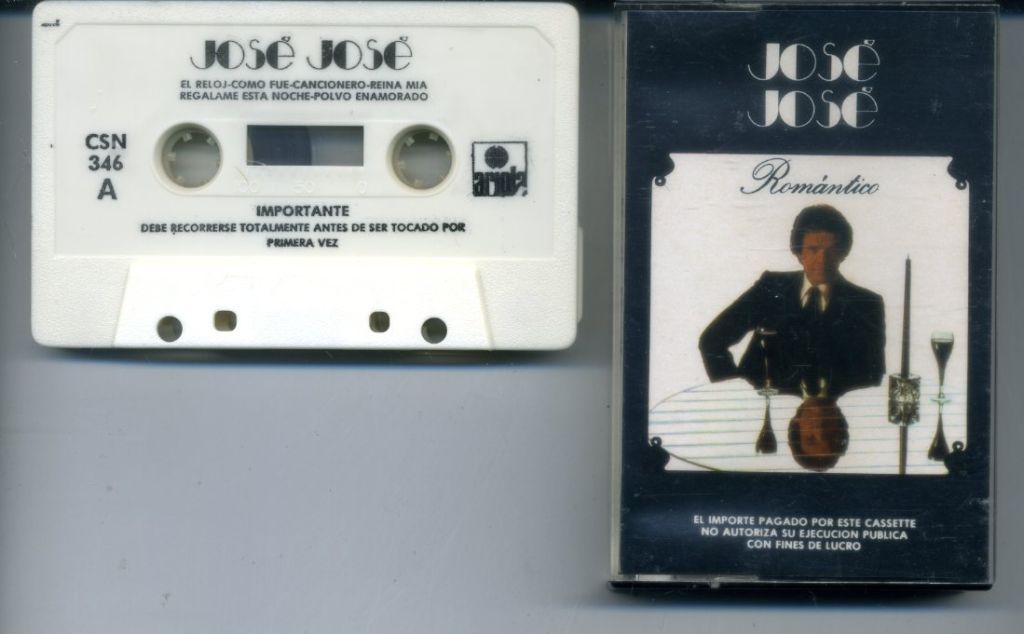 JOSÉ JOSÉ
EL RELOJ-COMO FUE-CANCIONERO-REINA MIA
REGALAME ESTA NOCHE-POLVO ENAMORADO
CSN
346
A
ariola
50 0
IMPORTANTE
DEBE RECORRERSE TOTALMENTE ANTES DE SER TOCADO POR
PRIMERA VEZ
JOSÉ
JOSÉ
Romántico
EL IMPORTE PAGADO POR ESTE CASSETTE
NO AUTORIZA SU EJECUCION PUBLICA
CON FINES DE LUCRO